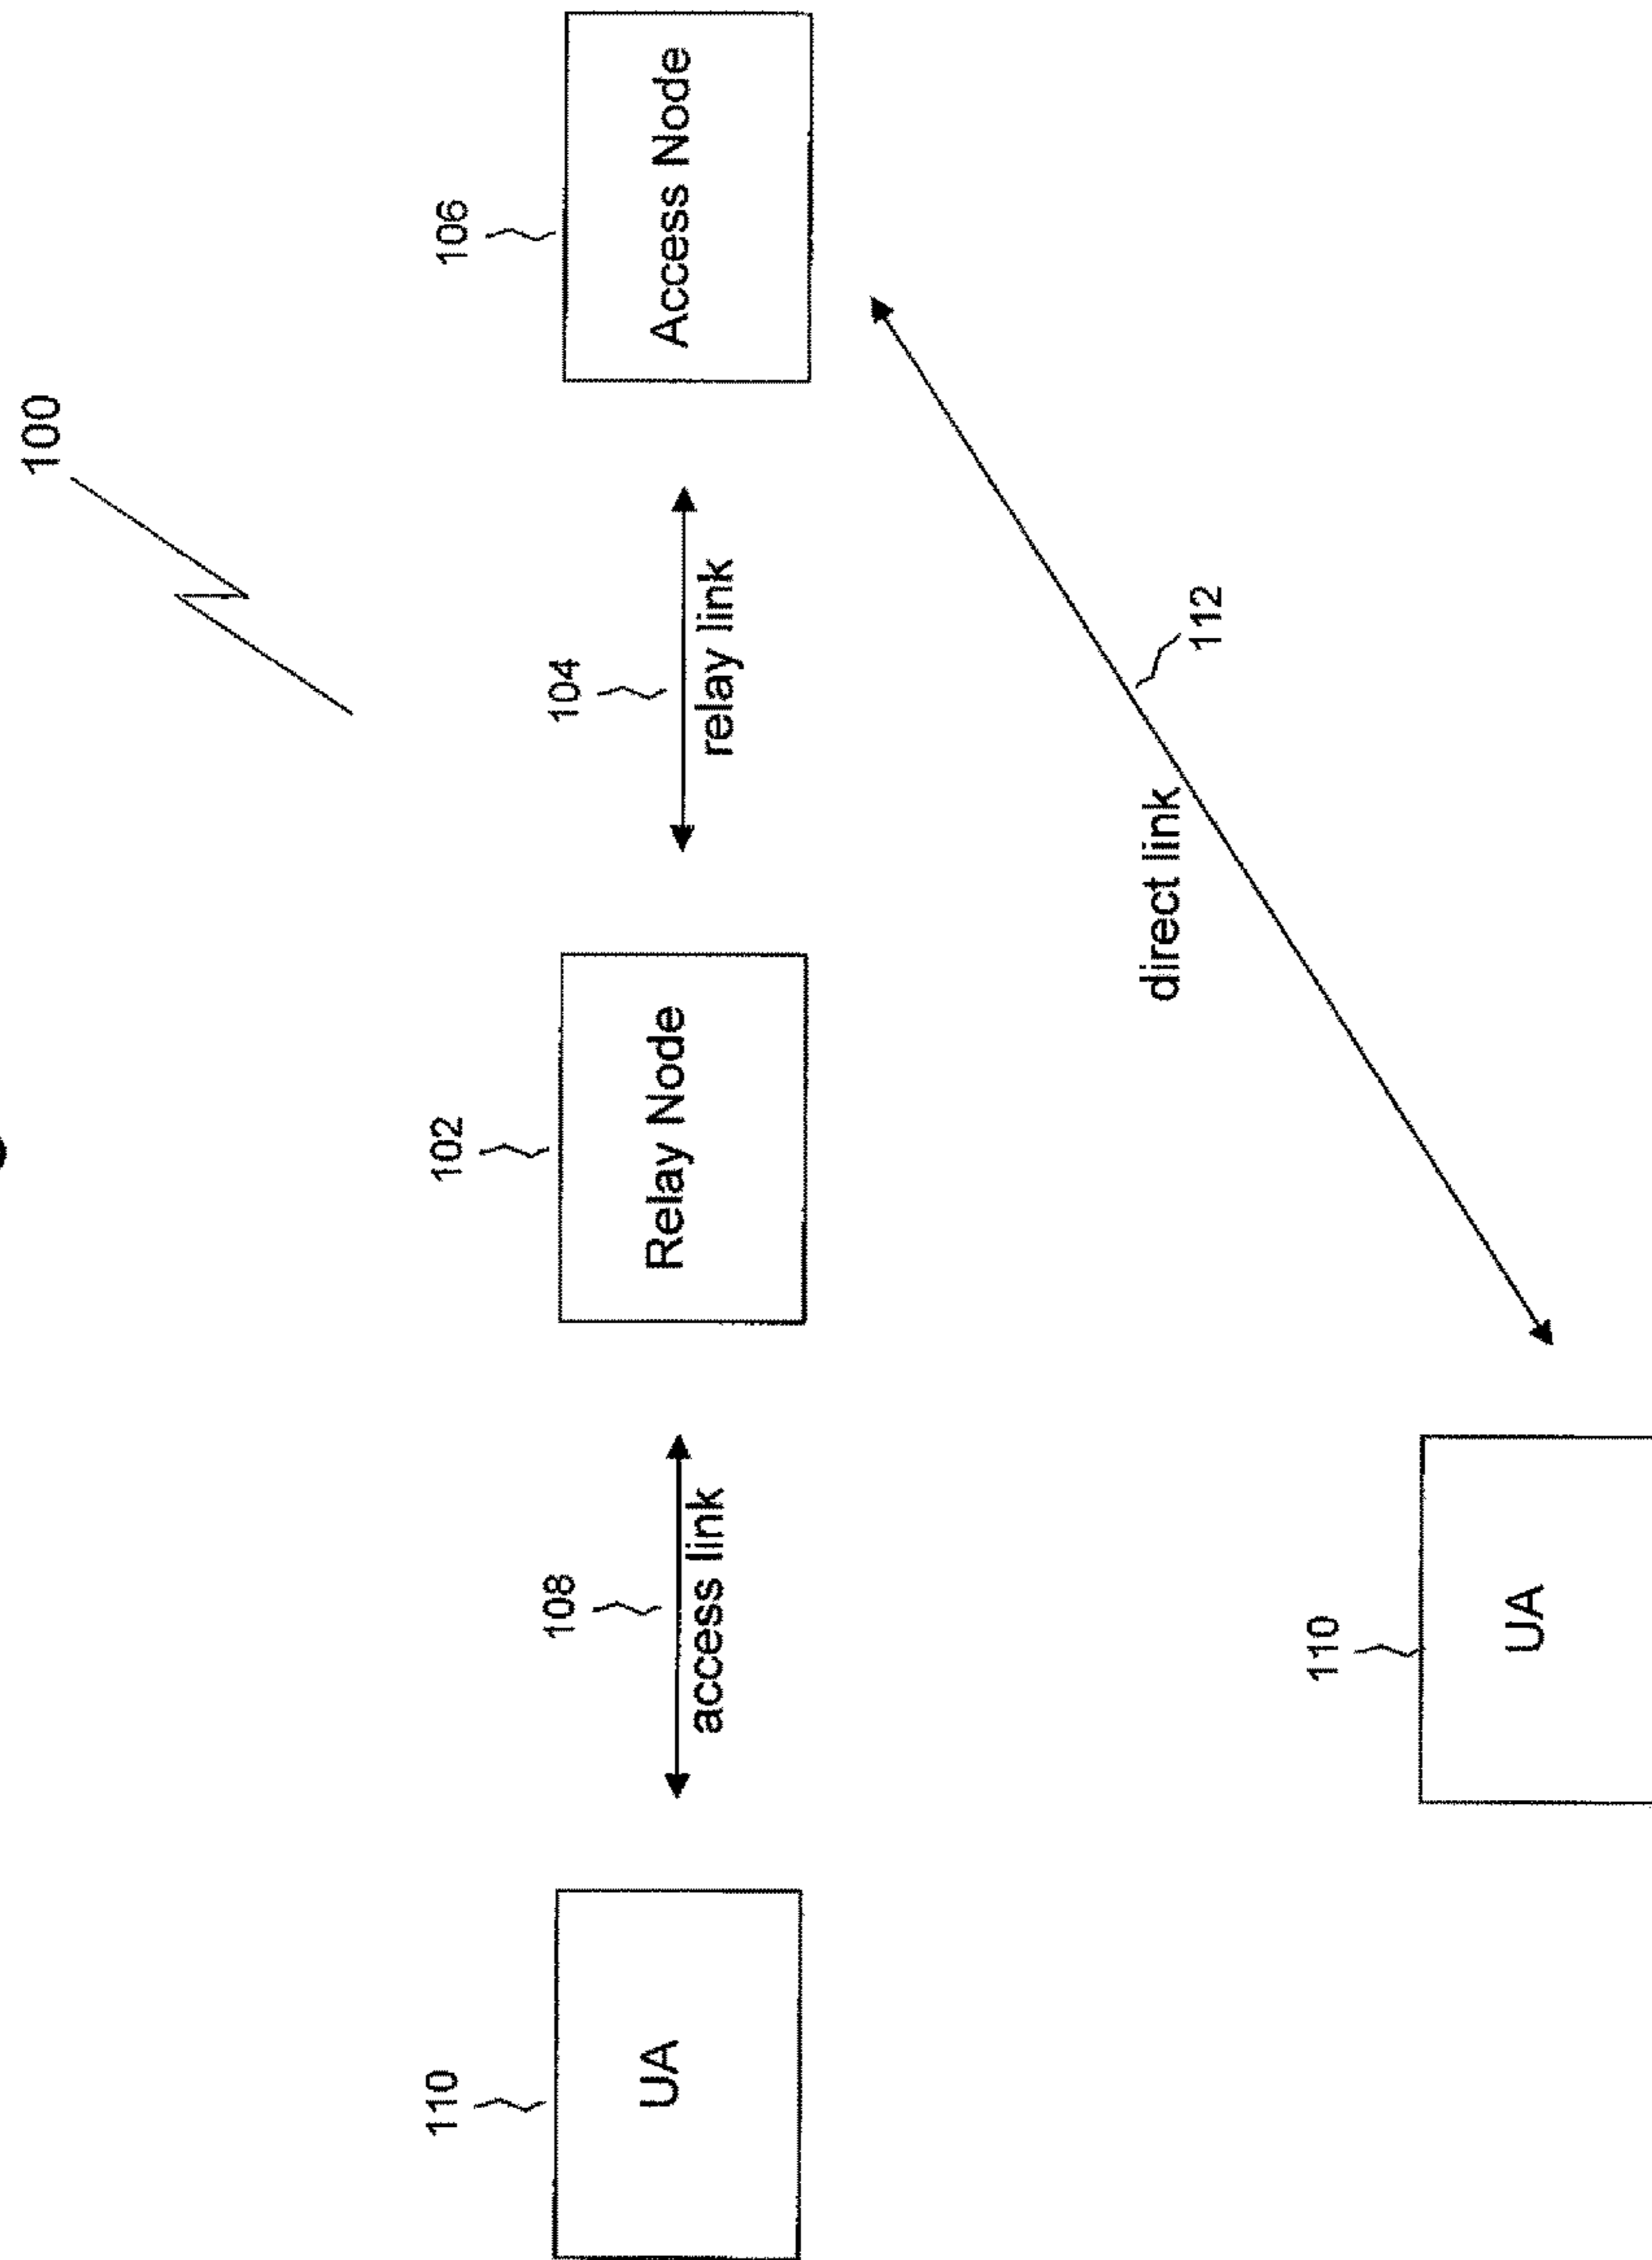 100
110
UA
108
access link
102
Relay Node
104
relay link
106
Access Node
110
UA
direct link
112